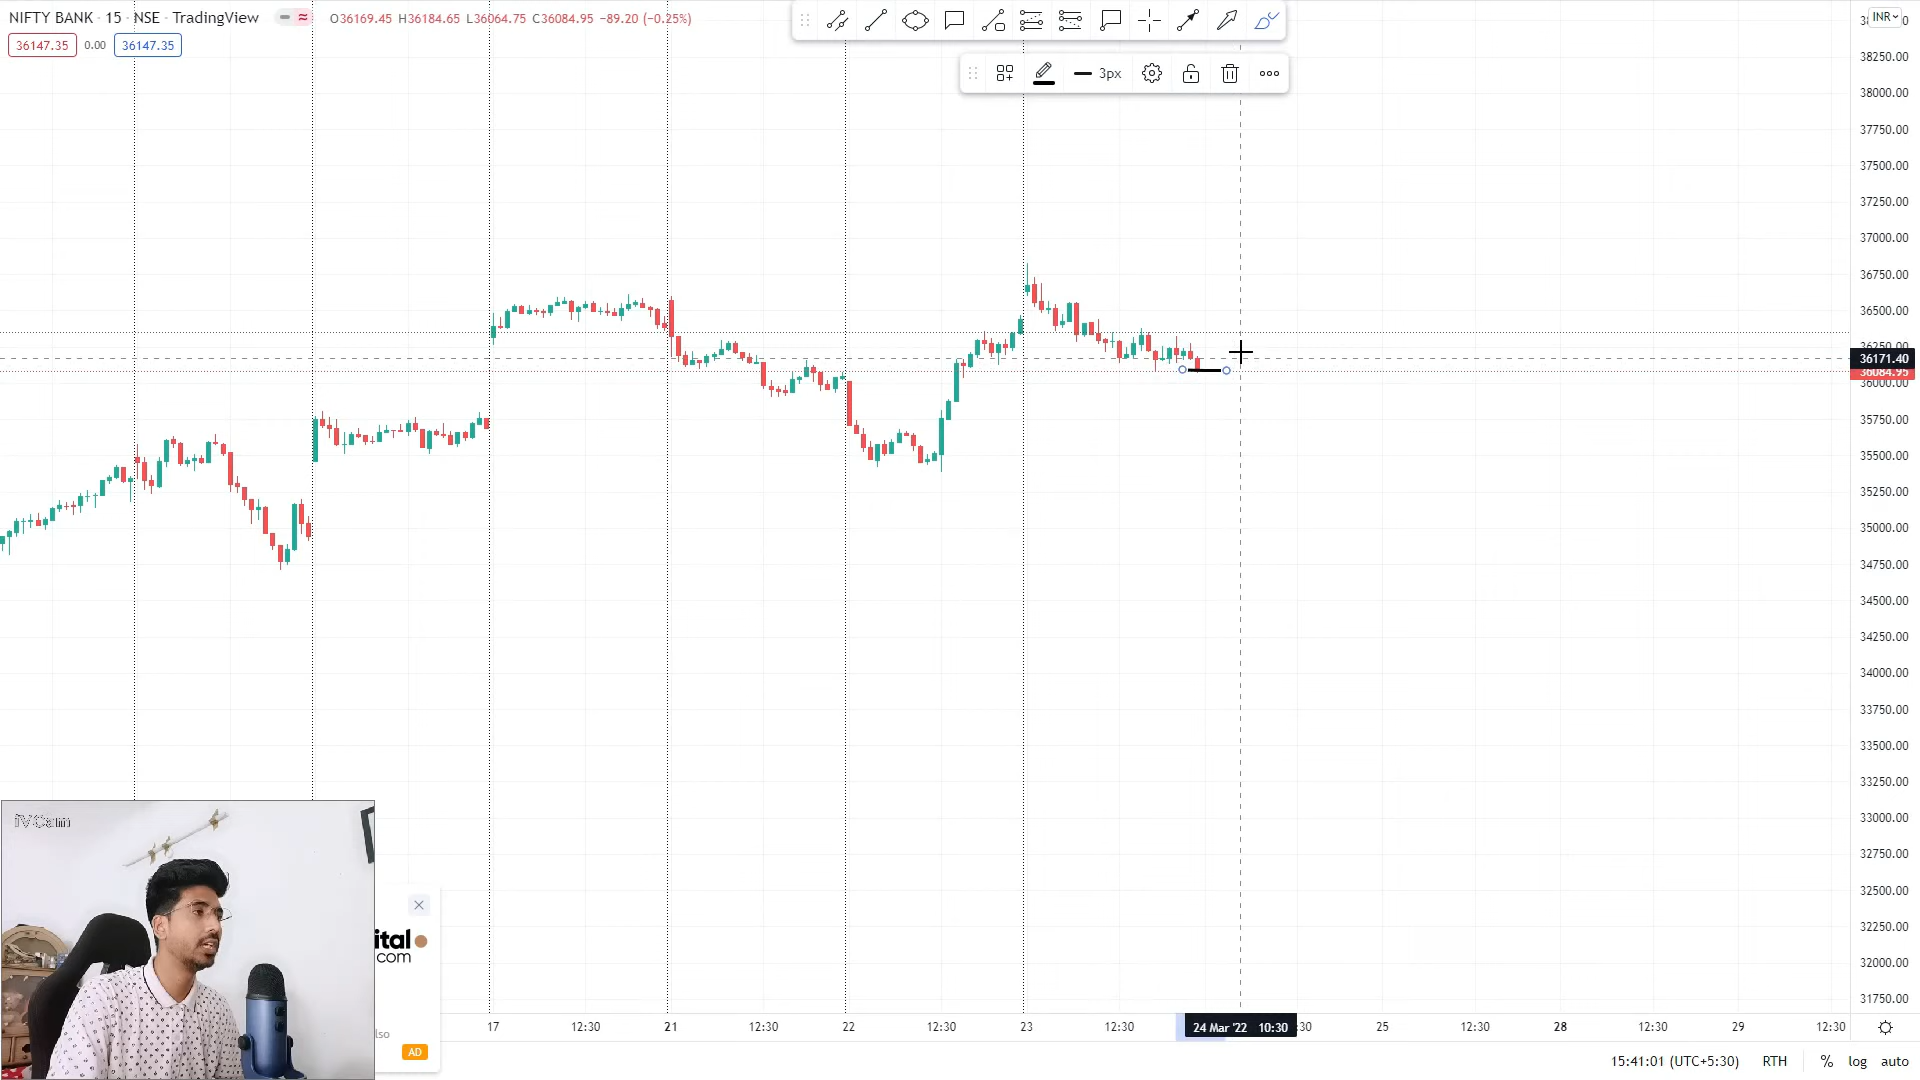 NIFTY BANK · 15 · NSE · TradingView
O36169.45 H36184.65 L36064.75 C36084.95 −89.20 (−0.25%)
36147.35 0.00 36147.35
3px
INR
38250.00
38000.00
37750.00
37500.00
37250.00
37000.00
36750.00
36500.00
36250.00
36171.40
36084.95
36000.00
35750.00
35500.00
35250.00
35000.00
34750.00
34500.00
34250.00
34000.00
33750.00
33500.00
33250.00
33000.00
32750.00
32500.00
32250.00
32000.00
31750.00
iVCam
ital
com
lso
AD
17 12:30 21 12:30 22 12:30 23 12:30 24 Mar '22 10:30 :30 25 12:30 28 12:30 29 12:30
15:41:01 (UTC+5:30) RTH % log auto